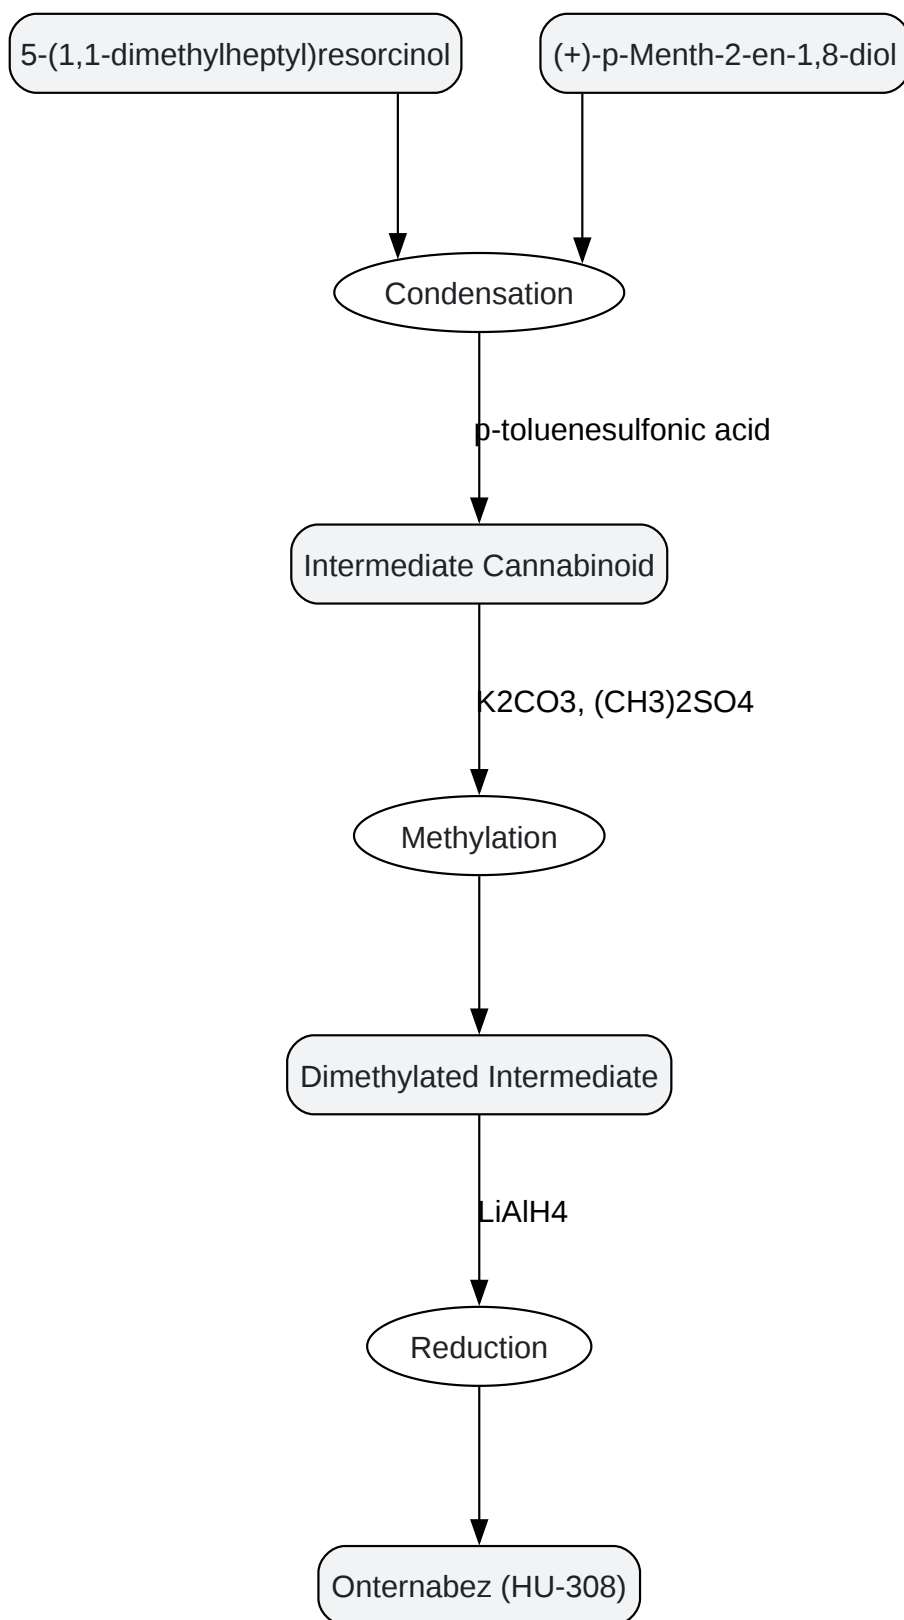 5-(1,1-dimethylheptyl)resorcinol
(+)-p-Menth-2-en-1,8-diol
Condensation
p-toluenesulfonic acid
Intermediate Cannabinoid
K2CO3, (CH3)2SO4
Methylation
Dimethylated Intermediate
LiAlH4
Reduction
Onternabez (HU-308)